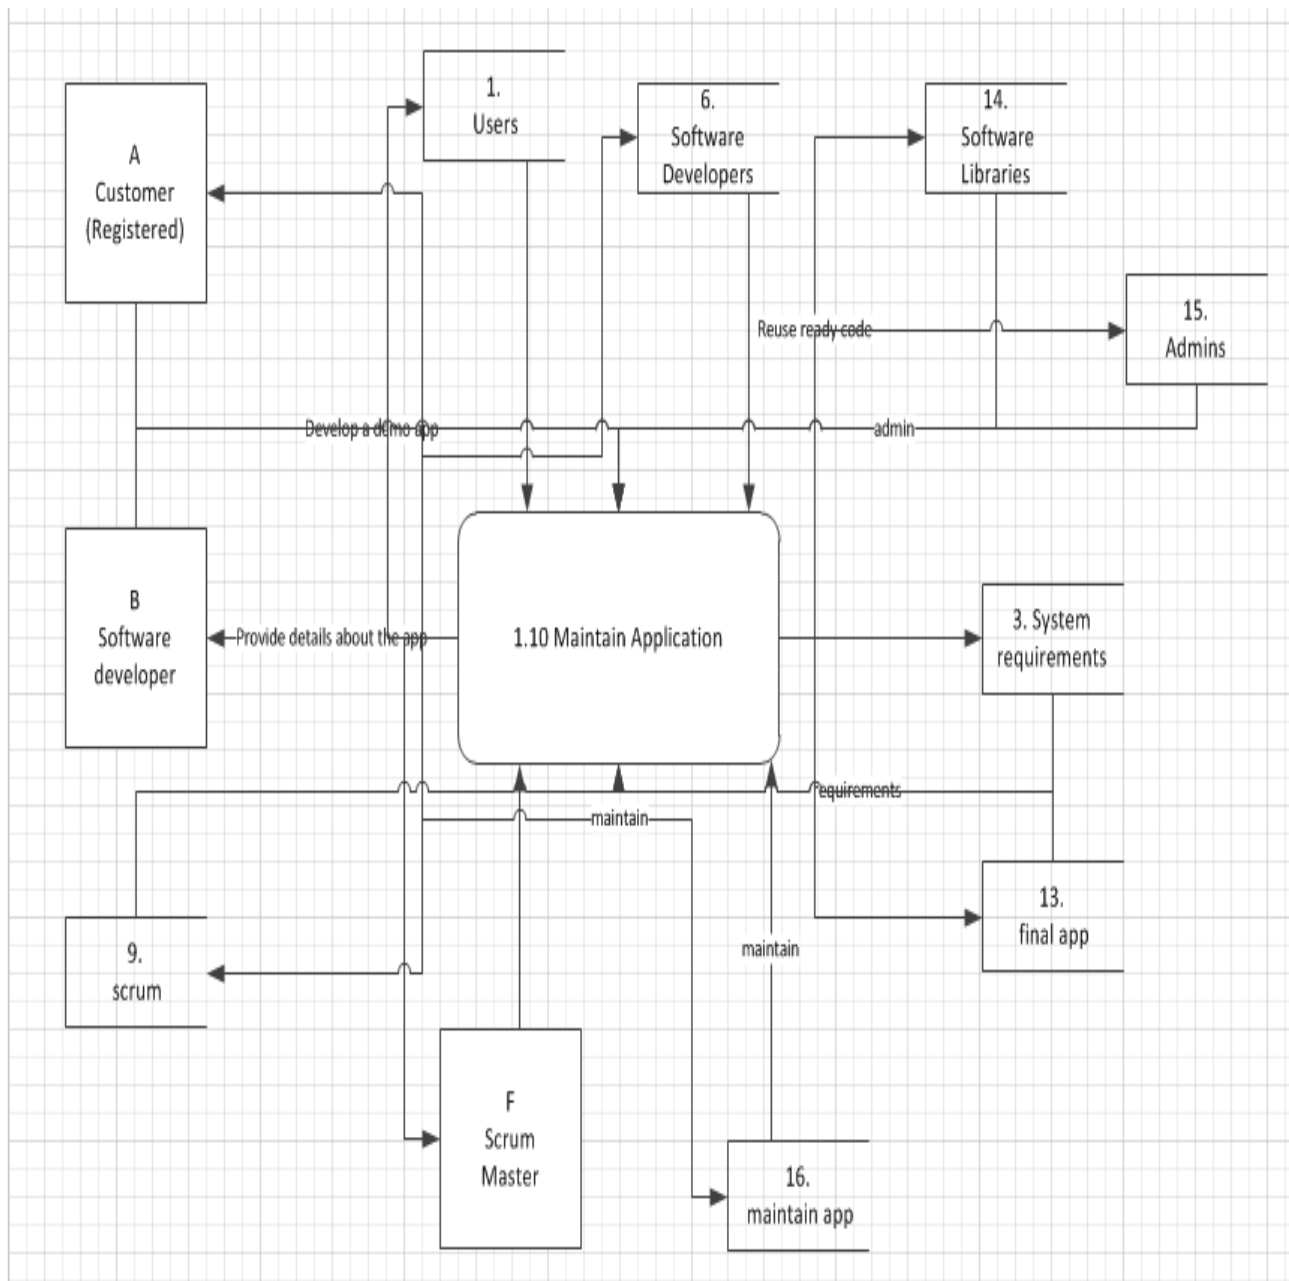 1.
Users
6.
Software
Developers
14.
Software
Libraries
A
Customer
(Registered)
15.
Admins
Reuse ready code
Develop a demo app
admin
B
Software
developer
Provide details about the app
1.10 Maintain Application
3. System
requirements
equirements
maintain
9.
scrum
13.
final app
maintain
F
Scrum
Master
16.
maintain app